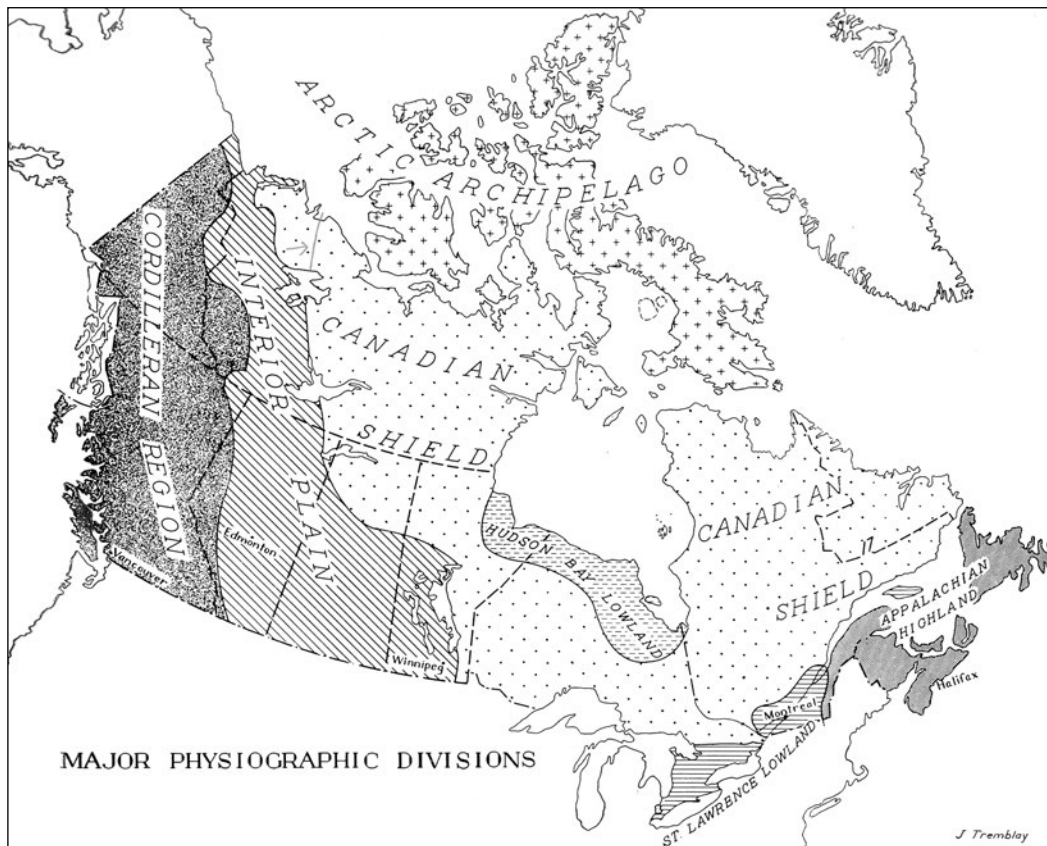 ARCTIC ARCHIPELAGO
CORDILLERAN REGION
INTERIOR PLAIN
CANADIAN SHIELD
CANADIAN SHIELD
HUDSON BAY LOWLAND
APPALACHIAN
HIGHLAND
Edmonton
Vancouver
Winnipeg
Montreal
Halifax
ST. LAWRENCE LOWLAND
MAJOR PHYSIOGRAPHIC DIVISIONS
J Tremblay